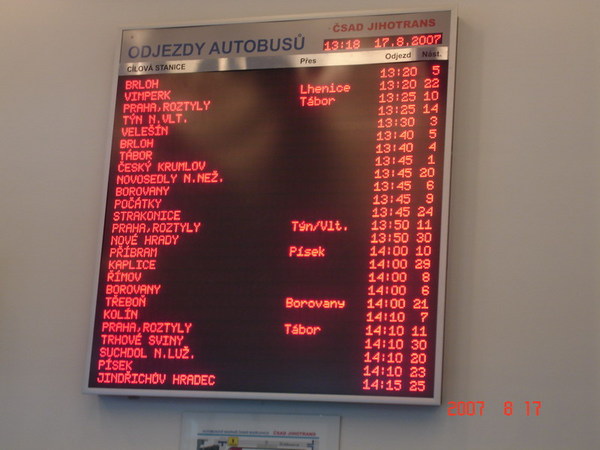 ČSAD JIHOTRANS
ODJEZDY AUTOBUSŮ 13:18 17.8.2007
CÍLOVÁ STANICE Přes Odjezd Nást.
BRLOH 13:20 5
VIMPERK Lhenice 13:20 22
PRAHA,ROZTYLY Tábor 13:25 10
TÝN N.VLT. 13:25 14
VELEŠÍN 13:30 3
BRLOH 13:40 5
TÁBOR 13:40 4
ČESKÝ KRUMLOV 13:45 1
NOVOSEDLY N.NEŽ. 13:45 20
BOROVANY 13:45 6
POČÁTKY 13:45 9
STRAKONICE 13:45 24
PRAHA,ROZTYLY Týn/Vlt. 13:50 11
NOVÉ HRADY 13:50 30
PŘÍBRAM Písek 14:00 10
KAPLICE 14:00 29
ŘÍMOV 14:00 8
BOROVANY 14:00 6
TŘEBOŇ Borovany 14:00 21
KOLÍN 14:10 7
PRAHA,ROZTYLY Tábor 14:10 11
TRHOVÉ SVINY 14:10 30
SUCHDOL N.LUŽ. 14:10 20
PÍSEK 14:10 23
JINDŘICHŮV HRADEC 14:15 25
2007 8 17
ČSAD JIHOTRANS